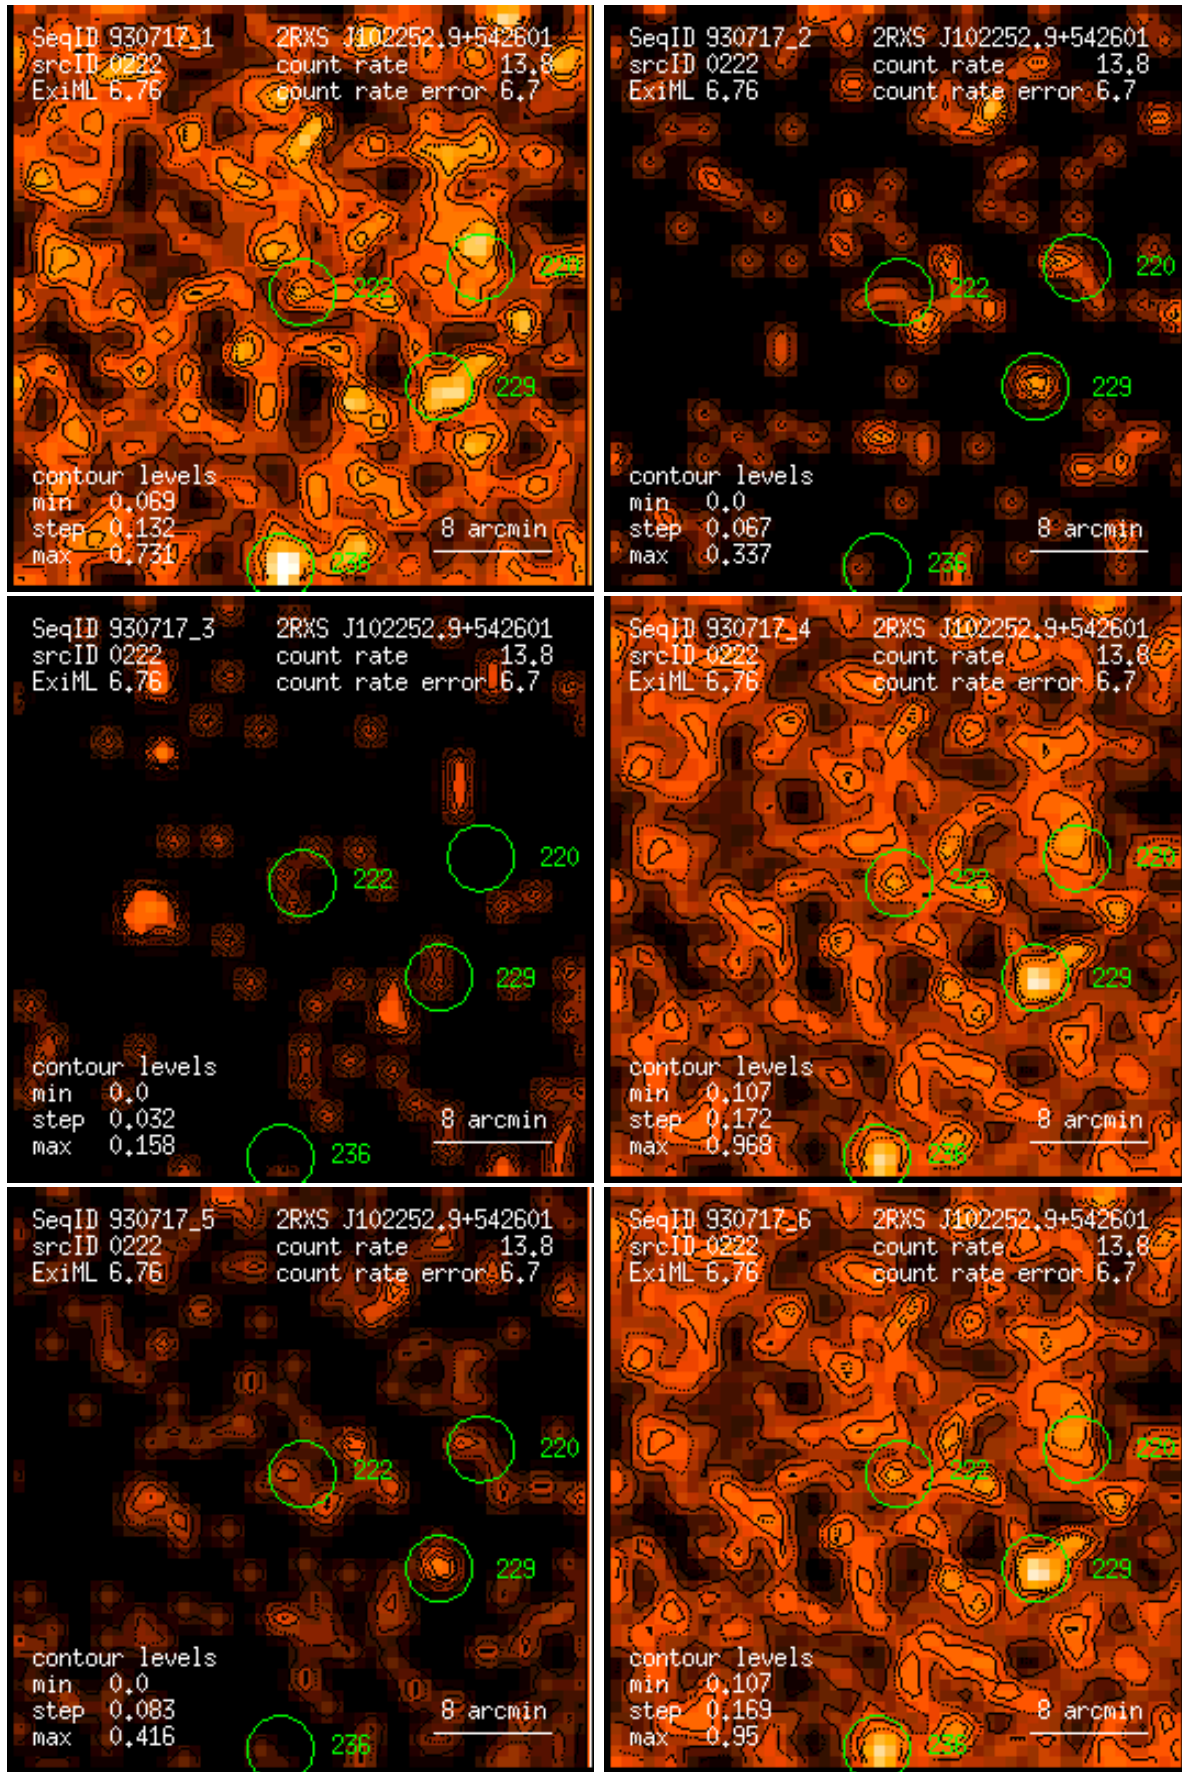 SeqID 930717_1 2RXS J102252.9+542601
srcID 0222 count rate 13.8
ExiML 6.76 count rate error 6.7
220
222
229
contour levels
min 0.069
step 0.132
max 0.731
8 arcmin
236
SeqID 930717_2 2RXS J102252.9+542601
srcID 0222 count rate 13.8
ExiML 6.76 count rate error 6.7
220
222
229
contour levels
min 0.0
step 0.067
max 0.337
8 arcmin
236
SeqID 930717_3 2RXS J102252.9+542601
srcID 0222 count rate 13.8
ExiML 6.76 count rate error 6.7
220
222
229
contour levels
min 0.0
step 0.032
max 0.158
8 arcmin
236
SeqID 930717_4 2RXS J102252.9+542601
srcID 0222 count rate 13.8
ExiML 6.76 count rate error 6.7
220
222
229
contour levels
min 0.107
step 0.172
max 0.968
8 arcmin
236
SeqID 930717_5 2RXS J102252.9+542601
srcID 0222 count rate 13.8
ExiML 6.76 count rate error 6.7
220
222
229
contour levels
min 0.0
step 0.083
max 0.416
8 arcmin
236
SeqID 930717_6 2RXS J102252.9+542601
srcID 0222 count rate 13.8
ExiML 6.76 count rate error 6.7
220
222
229
contour levels
min 0.107
step 0.169
max 0.95
8 arcmin
236